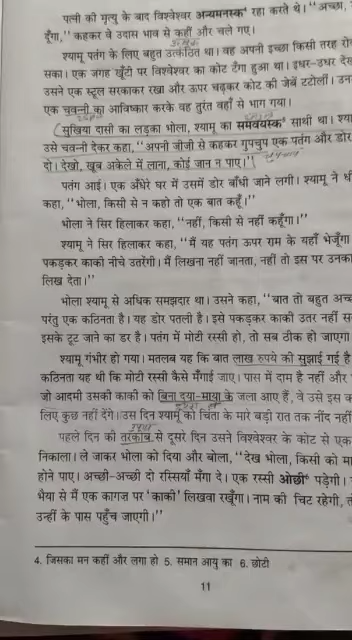 पत्नी की मृत्यु के बाद विश्वेश्वर अन्यमनस्क⁴ रहा करते थे। "अच्छा,
दूँगा," कहकर वे उदास भाव से कहीं और चले गए।
श्यामू पतंग के लिए बहुत उत्कंठित था। वह अपनी इच्छा किसी तरह रो
सका। एक जगह खूँटी पर विश्वेश्वर का कोट टँगा हुआ था। इधर-उधर देख
उसने एक स्टूल सरकाकर रखा और ऊपर चढ़कर कोट की जेबें टटोलीं। उन
एक चवन्नी का आविष्कार करके वह तुरंत वहाँ से भाग गया।
सुखिया दासी का लड़का भोला, श्यामू का समवयस्क⁵ साथी था। श्या
उसे चवन्नी देकर कहा, "अपनी जीजी से कहकर गुपचुप एक पतंग और डोर
दो। देखो, खूब अकेले में लाना, कोई जान न पाए।"
पतंग आई। एक अँधेरे घर में उसमें डोर बाँधी जाने लगी। श्यामू ने धी
कहा, "भोला, किसी से न कहो तो एक बात कहूँ।"
भोला ने सिर हिलाकर कहा, "नहीं, किसी से नहीं कहूँगा।"
श्यामू ने सिर हिलाकर कहा, "मैं यह पतंग ऊपर राम के यहाँ भेजूँगा।
पकड़कर काकी नीचे उतरेंगी। मैं लिखना नहीं जानता, नहीं तो इस पर उनका
लिख देता।"
भोला श्यामू से अधिक समझदार था। उसने कहा, "बात तो बहुत अच्
परंतु एक कठिनता है। यह डोर पतली है। इसे पकड़कर काकी उतर नहीं स
इसके टूट जाने का डर है। पतंग में मोटी रस्सी हो, तो सब ठीक हो जाएगा
श्यामू गंभीर हो गया। मतलब यह कि बात लाख रुपये की सुझाई गई है
कठिनता यह थी कि मोटी रस्सी कैसे मँगाई जाए। पास में दाम है नहीं और
जो आदमी उसकी काकी को बिना दया-माया के जला आए हैं, वे उसे इस क
लिए कुछ नहीं देंगे। उस दिन श्यामू को चिंता के मारे बड़ी रात तक नींद नहीं
पहले दिन की तरकीब से दूसरे दिन उसने विश्वेश्वर के कोट से एक
निकाला। ले जाकर भोला को दिया और बोला, "देख भोला, किसी को मा
होने पाए। अच्छी-अच्छी दो रस्सियाँ मँगा दे। एक रस्सी ओछी⁶ पड़ेगी।
भैया से मैं एक कागज़ पर 'काकी' लिखवा रखूँगा। नाम की चिट रहेगी, त
उन्हीं के पास पहुँच जाएगी।"
4. जिसका मन कहीं और लगा हो 5. समान आयु का 6. छोटी
11